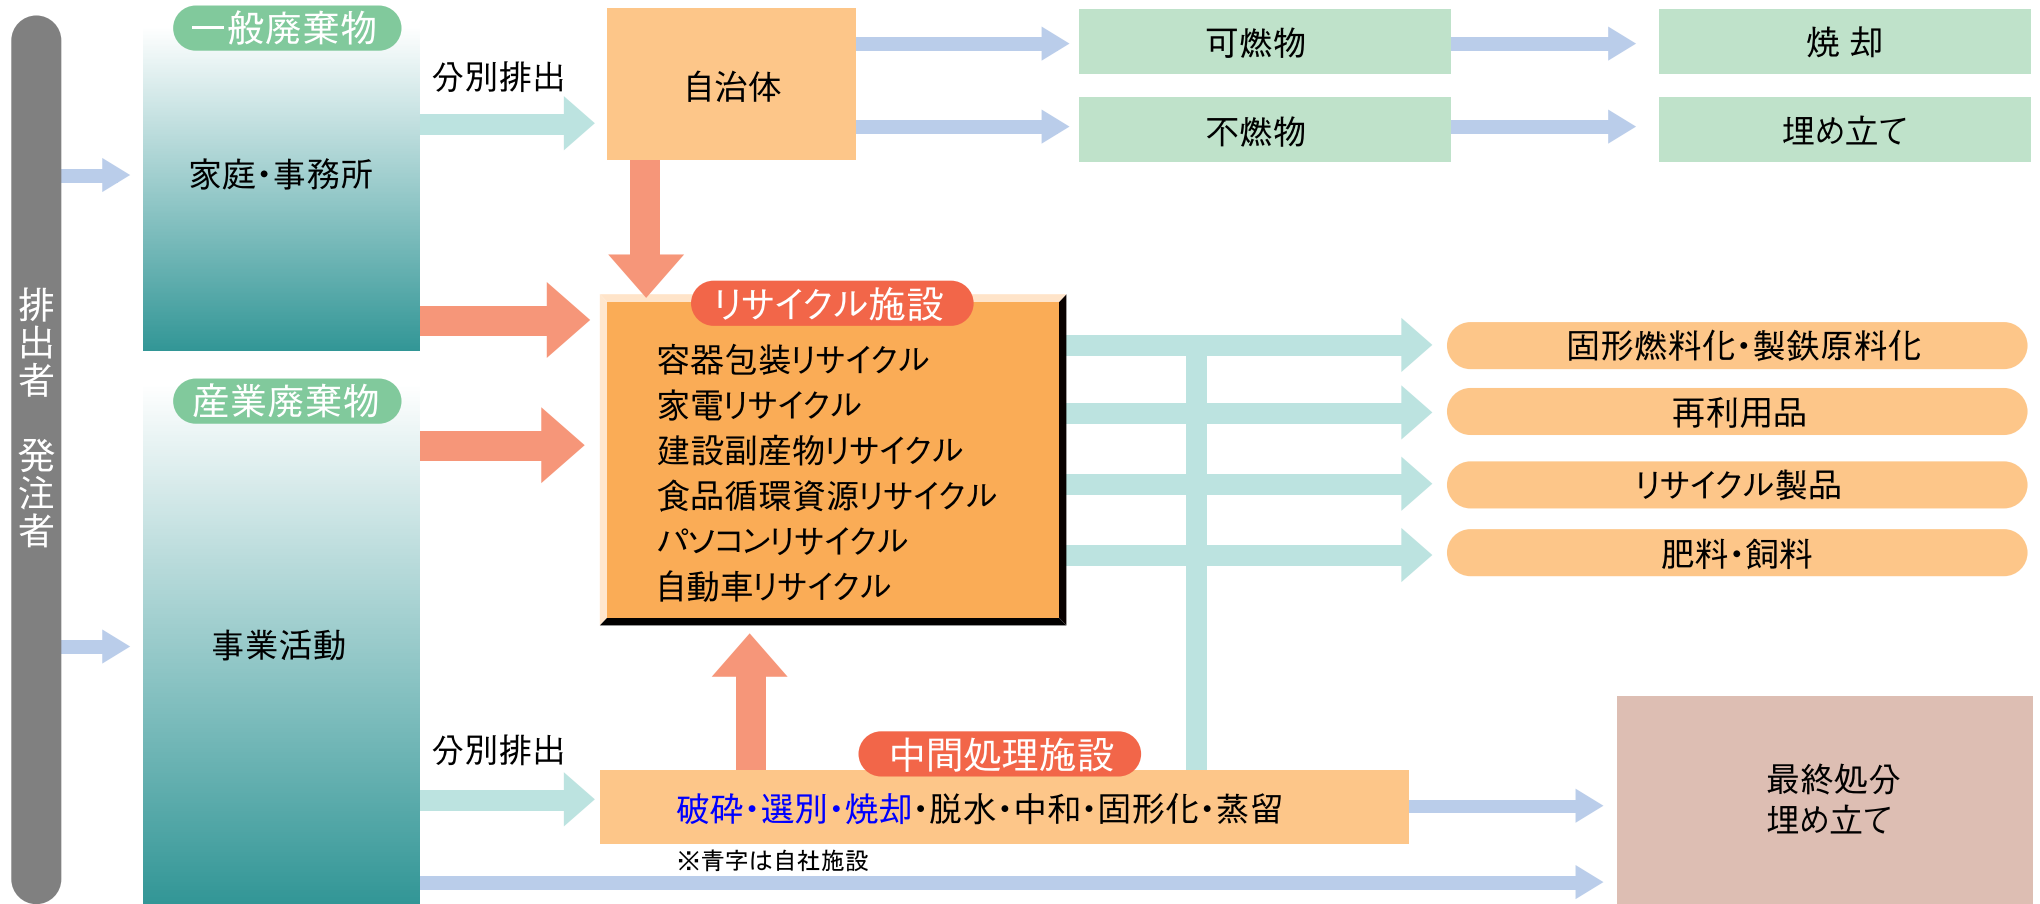 排出者　発注者
一般廃棄物
家庭・事務所
産業廃棄物
事業活動
分別排出
自治体
可燃物
焼 却
不燃物
埋め立て
リサイクル施設
容器包装リサイクル
家電リサイクル
建設副産物リサイクル
食品循環資源リサイクル
パソコンリサイクル
自動車リサイクル
固形燃料化・製鉄原料化
再利用品
リサイクル製品
肥料・飼料
分別排出
中間処理施設
破砕・選別・焼却・脱水・中和・固形化・蒸留
※青字は自社施設
最終処分
埋め立て